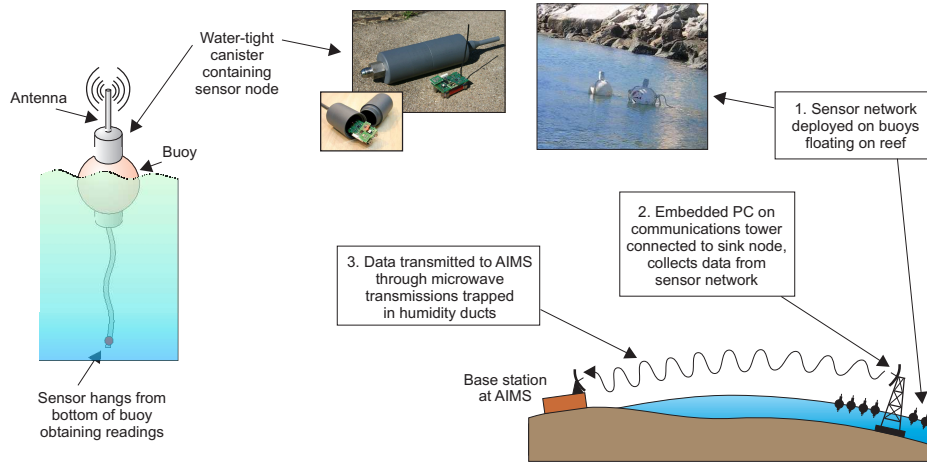 Water-tight
canister
containing
sensor node
Antenna
Buoy
Sensor hangs from
bottom of buoy
obtaining readings
1. Sensor network
deployed on buoys
floating on reef
2. Embedded PC on
communications tower
connected to sink node,
collects data from
sensor network
3. Data transmitted to AIMS
through microwave
transmissions trapped
in humidity ducts
Base station
at AIMS